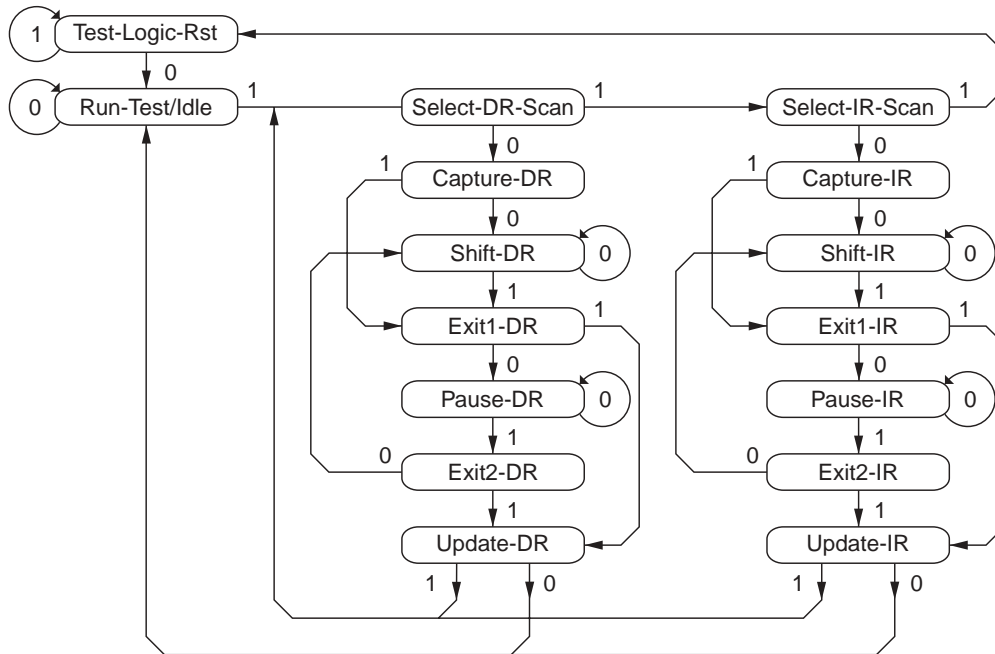 1 Test-Logic-Rst
0
0 Run-Test/Idle 1 Select-DR-Scan 1 Select-IR-Scan 1
0 0
1 Capture-DR 1 Capture-IR
0 0
Shift-DR 0 Shift-IR 0
1 1
Exit1-DR 1 Exit1-IR 1
0 0
Pause-DR 0 Pause-IR 0
1 1
0 Exit2-DR 0 Exit2-IR
1 1
Update-DR Update-IR
1 0 1 0